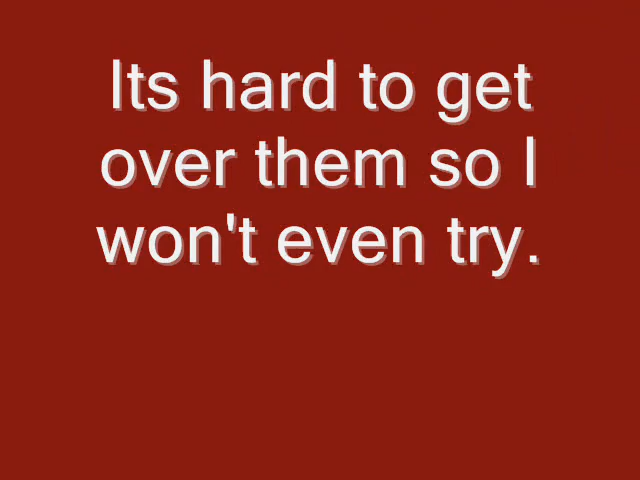 Its hard to get
over them so I
won't even try.